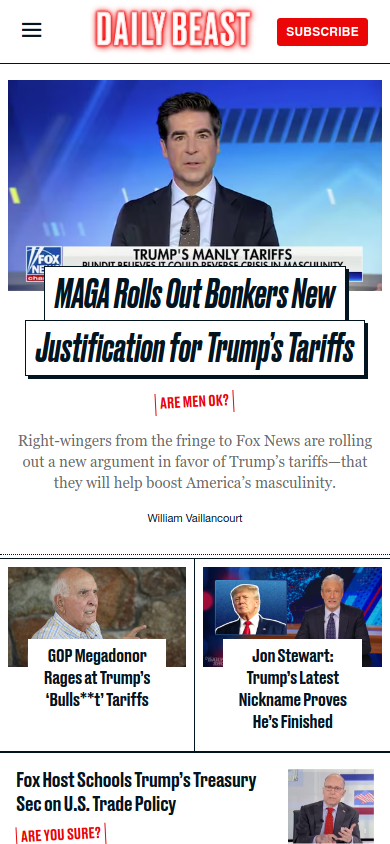 DAILY BEAST
SUBSCRIBE
FOX
NE
cha
TRUMP'S MANLY TARIFFS
PUNDIT BELIEVES IT COULD REVERSE CRISIS IN MASCULINITY
MAGA Rolls Out Bonkers New
Justification for Trump's Tariffs
ARE MEN OK?
Right-wingers from the fringe to Fox News are rolling
out a new argument in favor of Trump's tariffs—that
they will help boost America's masculinity.
William Vaillancourt
GOP Megadonor
Rages at Trump's
'Bulls**t' Tariffs
Jon Stewart:
Trump's Latest
Nickname Proves
He's Finished
Fox Host Schools Trump's Treasury
Sec on U.S. Trade Policy
ARE YOU SURE?